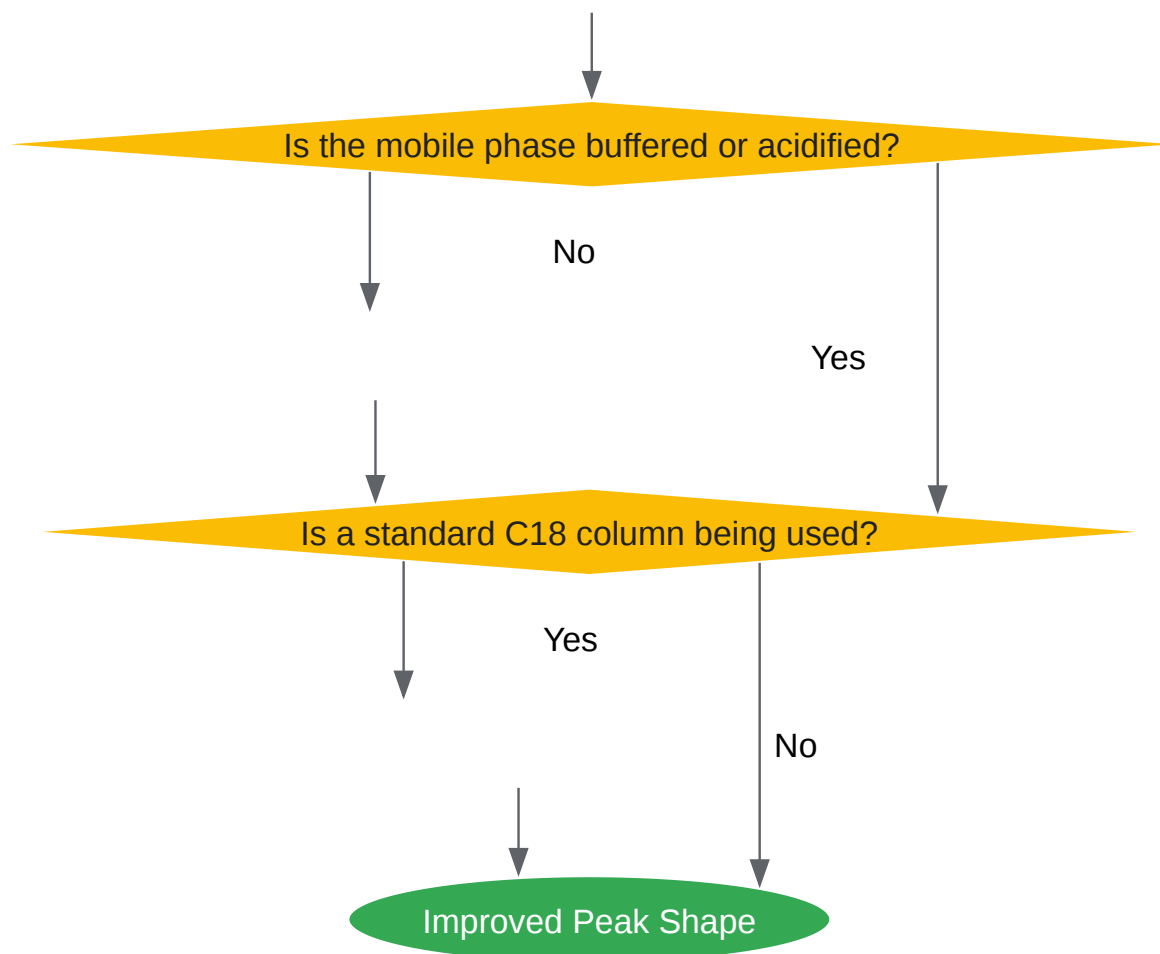 Is the mobile phase buffered or acidified?
No
Yes
Is a standard C18 column being used?
Yes
No
Improved Peak Shape